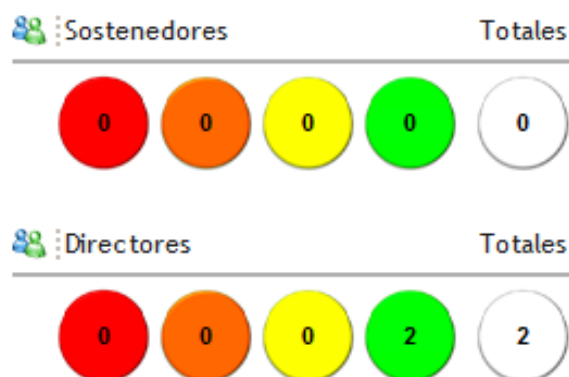 Sostenedores Totales
0 0 0 0 0
Directores Totales
0 0 0 2 2